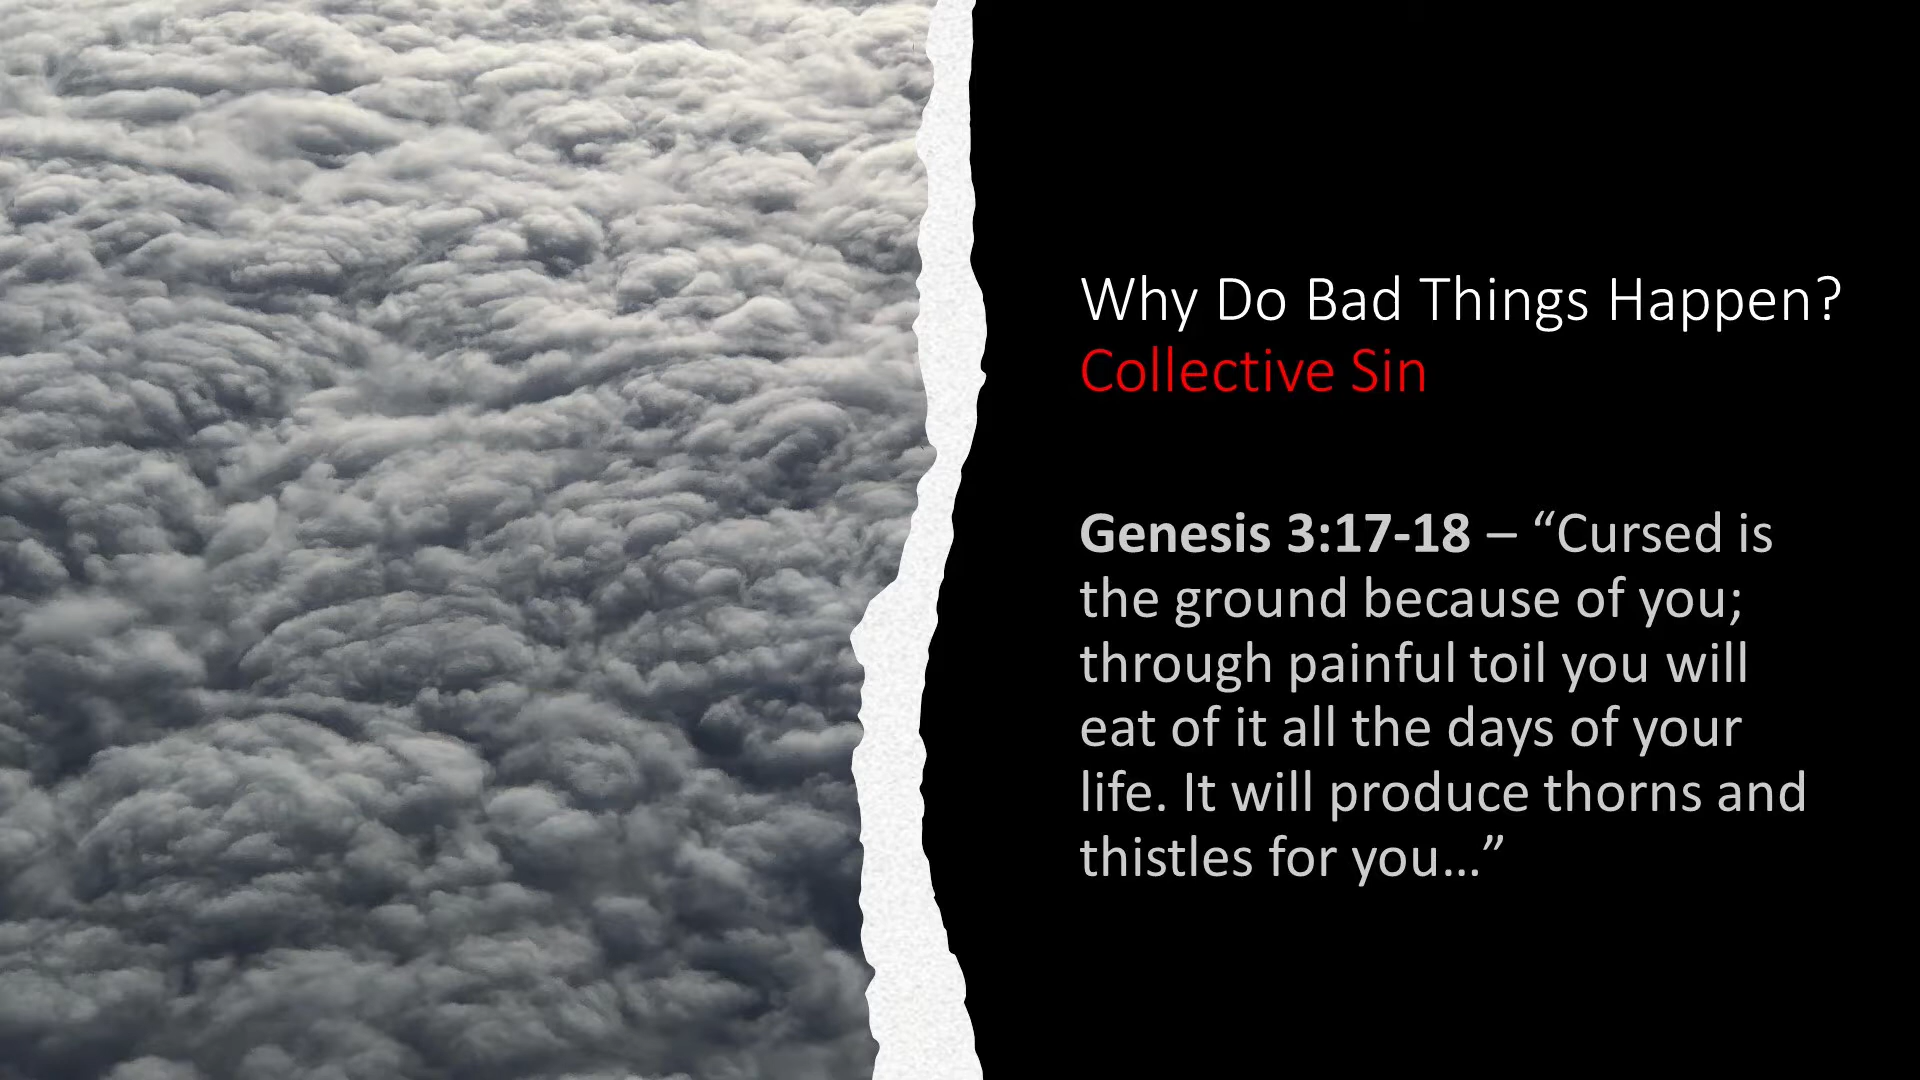 Why Do Bad Things Happen?
Collective Sin
Genesis 3:17-18 – “Cursed is
the ground because of you;
through painful toil you will
eat of it all the days of your
life. It will produce thorns and
thistles for you…”